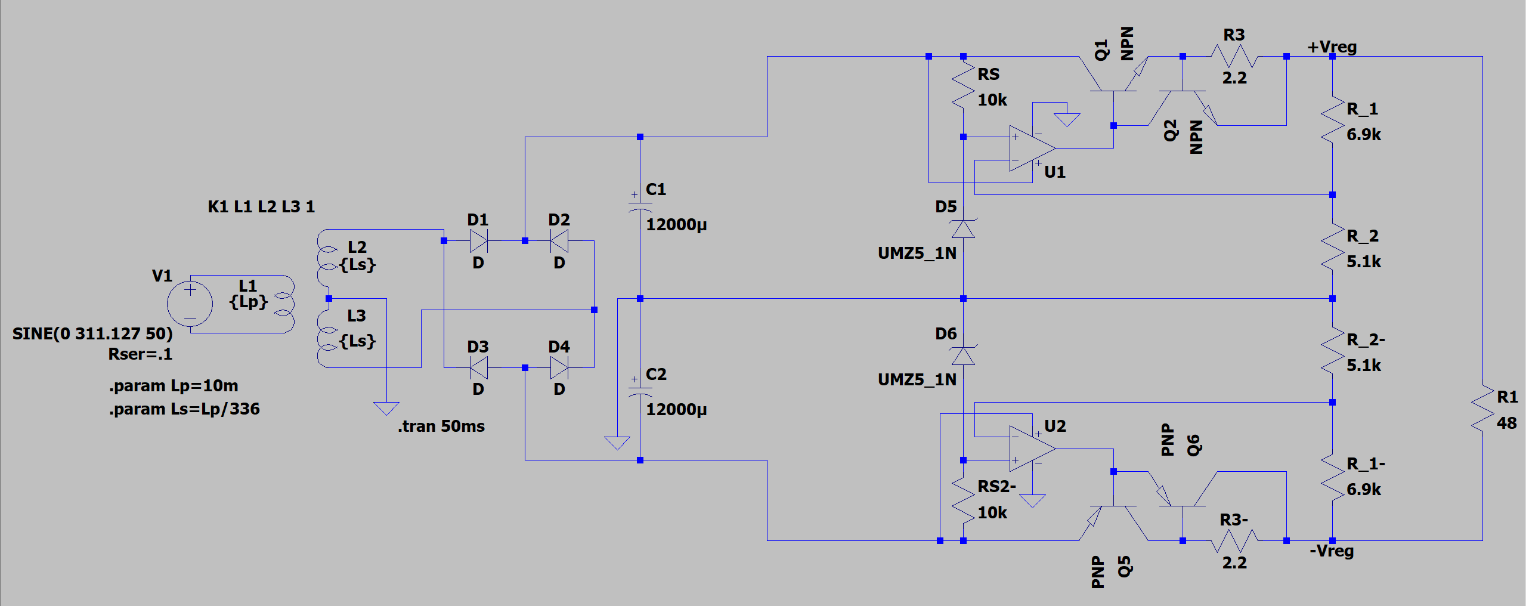 Q1
NPN
R3
2.2
+Vreg
RS
10k
Q2
NPN
R_1
6.9k
U1
K1 L1 L2 L3 1
C1
12000µ
D5
UMZ5_1N
R_2
5.1k
D1
D
D2
D
L2
{Ls}
V1
L1
{Lp}
L3
{Ls}
SINE(0 311.127 50)
Rser=.1
.param Lp=10m
.param Ls=Lp/336
.tran 50ms
D3
D
D4
D
C2
12000µ
D6
UMZ5_1N
R_2-
5.1k
R1
48
U2
PNP
Q6
R_1-
6.9k
RS2-
10k
R3-
2.2
-Vreg
PNP
Q5